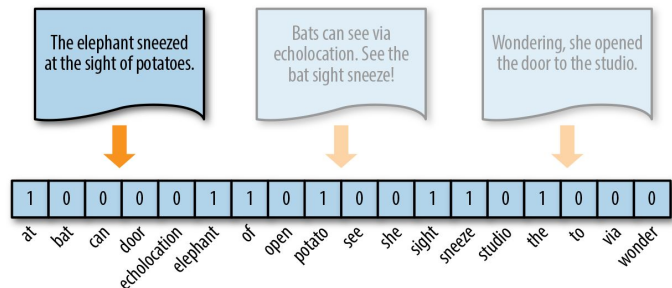 The elephant sneezed
at the sight of potatoes.
Bats can see via
echolocation. See the
bat sight sneeze!
Wondering, she opened
the door to the studio.
1 0 0 0 0 1 1 0 1 0 0 1 1 0 1 0 0 0
at bat can door echolocation elephant of open potato see she sight sneeze studio the to via wonder